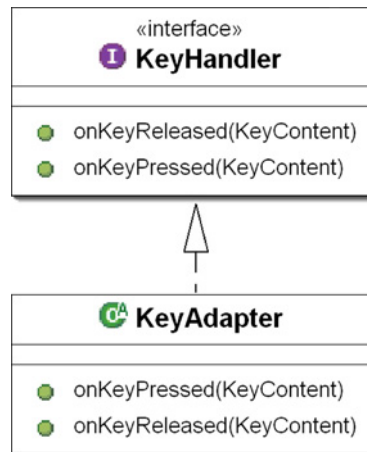 «interface»
I KeyHandler
onKeyReleased(KeyContent)
onKeyPressed(KeyContent)
C A KeyAdapter
onKeyPressed(KeyContent)
onKeyReleased(KeyContent)